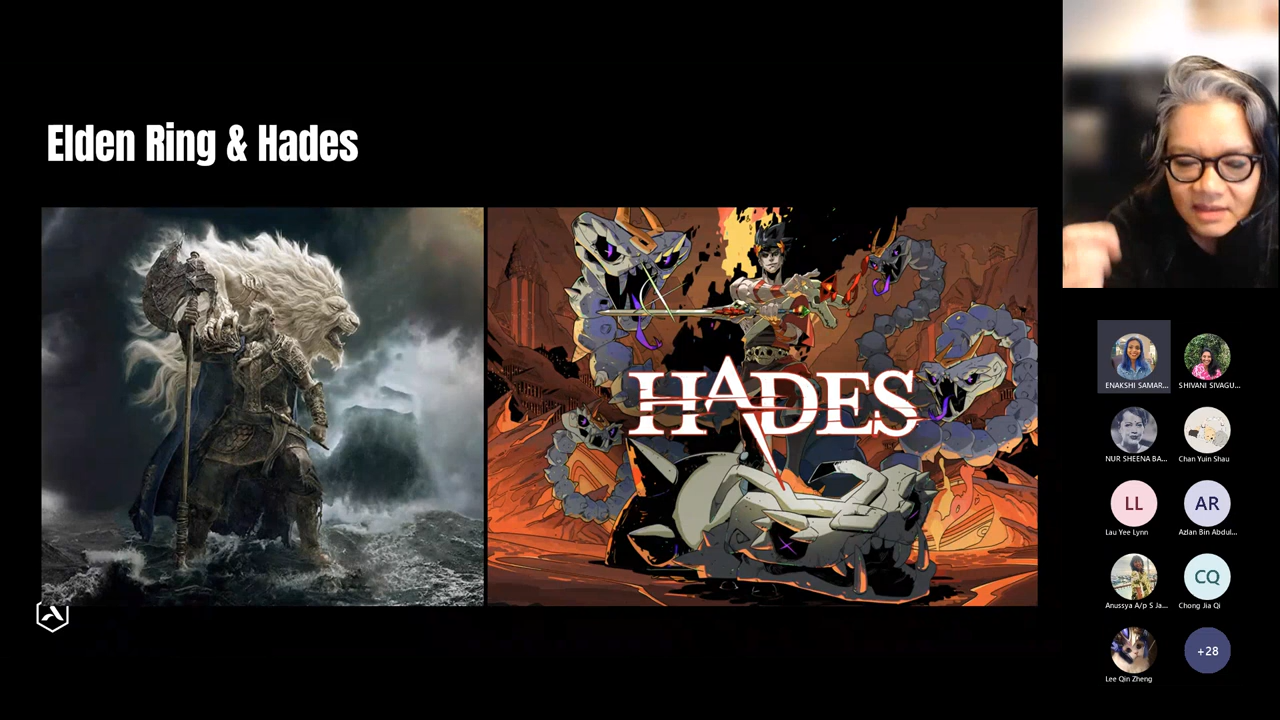 Elden Ring & Hades
HADES
ENAKSHI SAMAR...
SHIVANI SIVAGU...
NUR SHEENA BA...
Chan Yuin Shau
LL
AR
Lau Yee Lynn
Azlan Bin Abdul...
CQ
Anussya A/p S Ja...
Chong Jia Qi
+28
Lee Qin Zheng